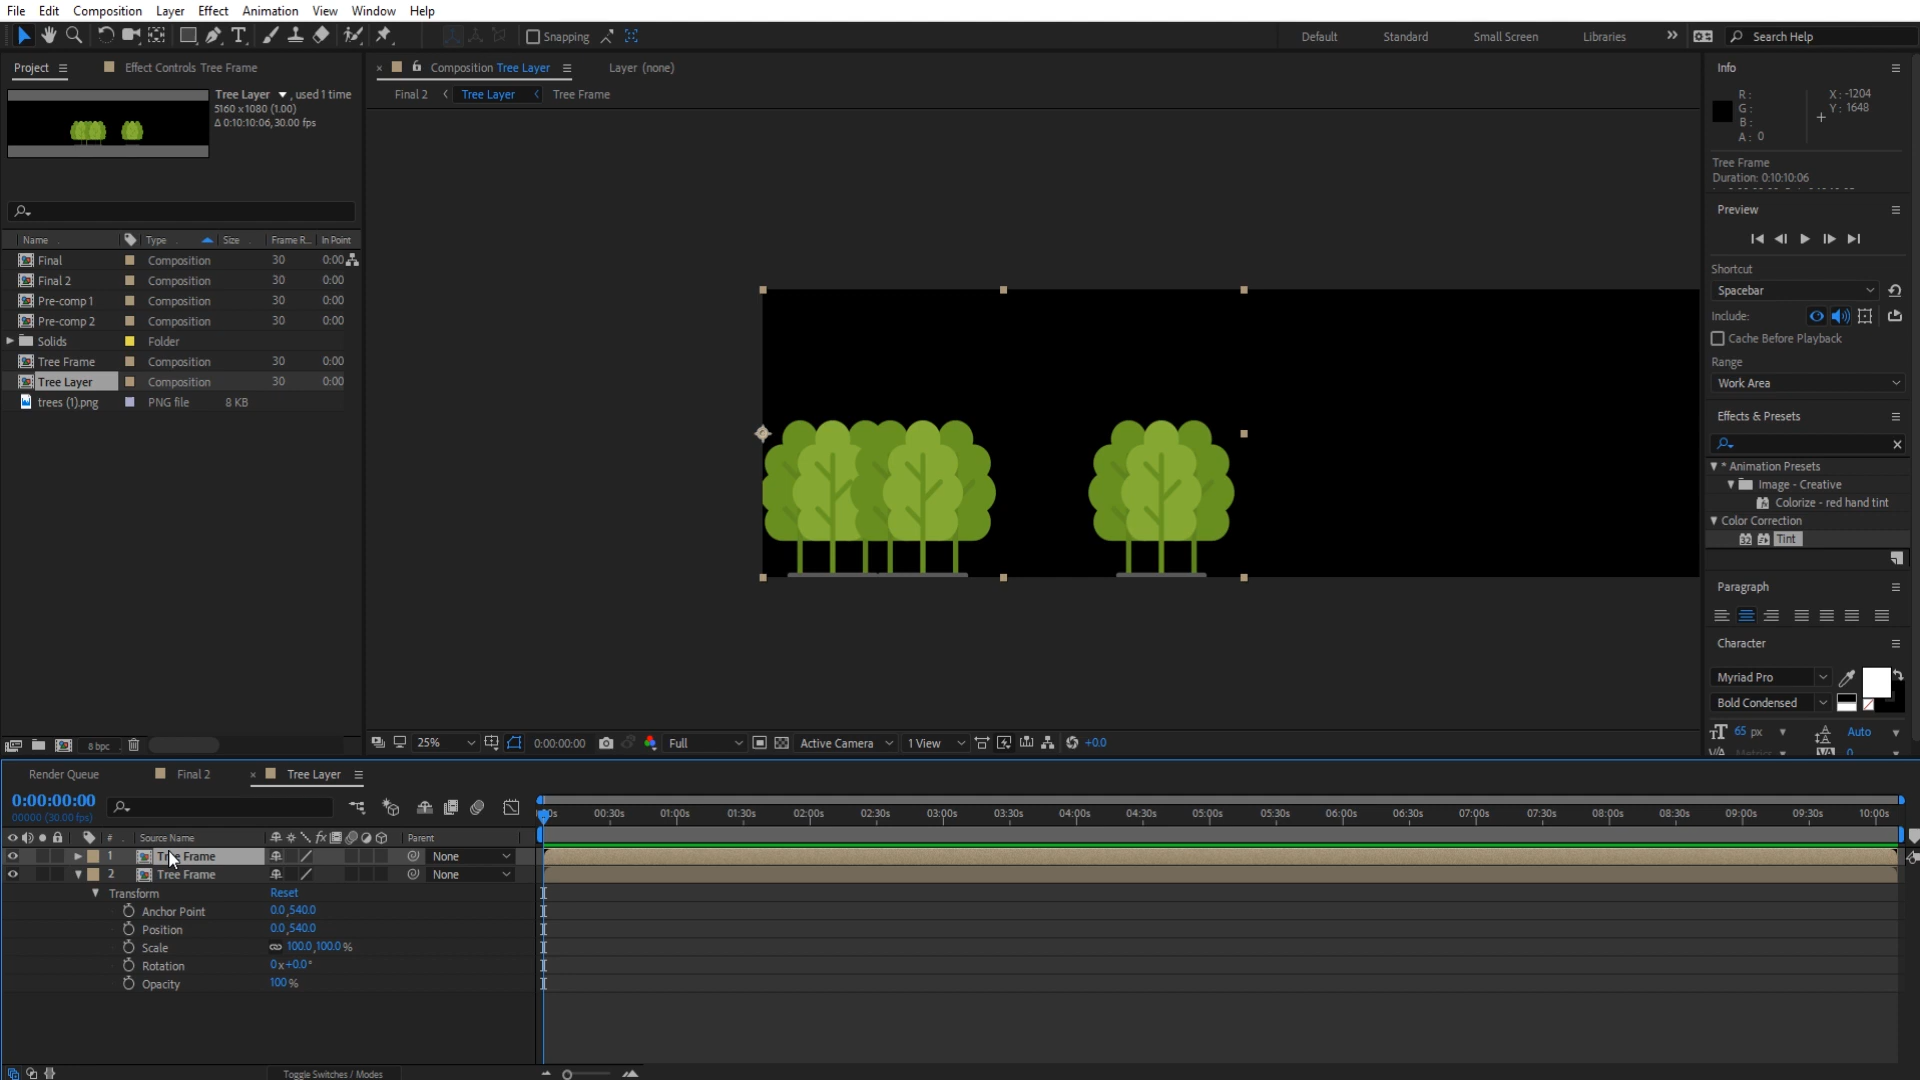 File Edit Composition Layer Effect Animation View Window Help
Snapping
Default Standard Small Screen Libraries Search Help
Project Effect Controls Tree Frame
Composition Tree Layer Layer (none)
Final 2 Tree Layer Tree Frame
Tree Layer , used 1 time
5160 x 1080 (1.00)
Δ 0:10:10:06, 30.00 fps
Name Type Size Frame R... In Point
Final Composition 30 0:00
Final 2 Composition 30 0:00
Pre-comp 1 Composition 30 0:00
Pre-comp 2 Composition 30 0:00
Solids Folder
Tree Frame Composition 30 0:00
Tree Layer Composition 30 0:00
trees (1).png PNG file 8 KB
8 bpc
25% 0:00:00:00 Full Active Camera 1 View +0.0
Info
R:
G:
B:
A: 0
X: -1204
Y: 1648
Tree Frame
Duration: 0:10:10:06
Preview
Shortcut
Spacebar
Include:
Cache Before Playback
Range
Work Area
Effects & Presets
* Animation Presets
Image - Creative
Colorize - red hand tint
Color Correction
32 Tint
Paragraph
Character
Myriad Pro
Bold Condensed
65 px Auto
Metrics 0
Render Queue Final 2 Tree Layer
0:00:00:00
00000 (30.00 fps)
00:30s 01:00s 01:30s 02:00s 02:30s 03:00s 03:30s 04:00s 04:30s 05:00s 05:30s 06:00s 06:30s 07:00s 07:30s 08:00s 08:30s 09:00s 09:30s 10:00s
# Source Name fx Parent
1 Tree Frame None
2 Tree Frame None
Transform Reset
Anchor Point 0.0,540.0
Position 0.0,540.0
Scale 100.0,100.0%
Rotation 0x+0.0°
Opacity 100%
Toggle Switches / Modes